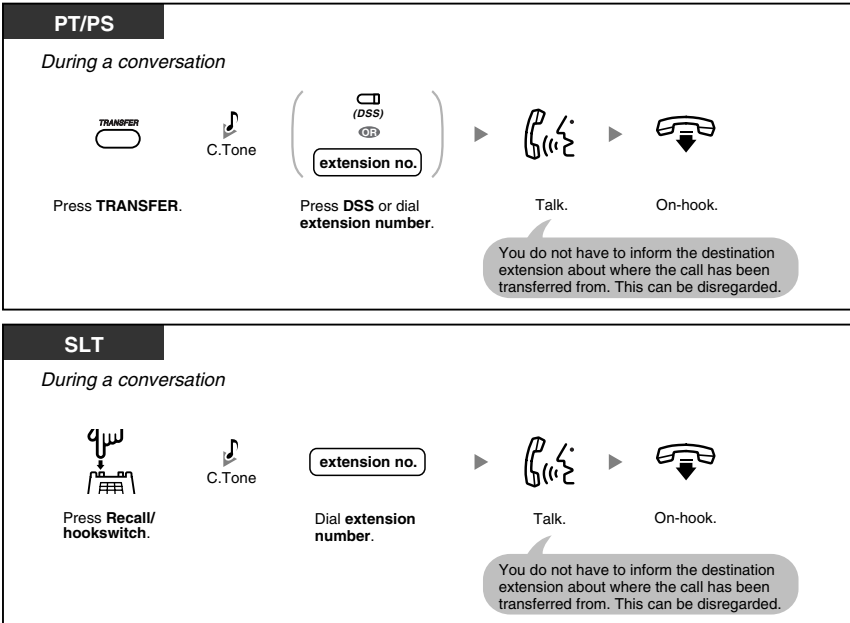 PT/PS
During a conversation
TRANSFER
C.Tone
(DSS)
OR
extension no.
Press TRANSFER.
Press DSS or dial
extension number.
Talk.
On-hook.
You do not have to inform the destination
extension about where the call has been
transferred from. This can be disregarded.
SLT
During a conversation
C.Tone
extension no.
Press Recall/
hookswitch.
Dial extension
number.
Talk.
On-hook.
You do not have to inform the destination
extension about where the call has been
transferred from. This can be disregarded.